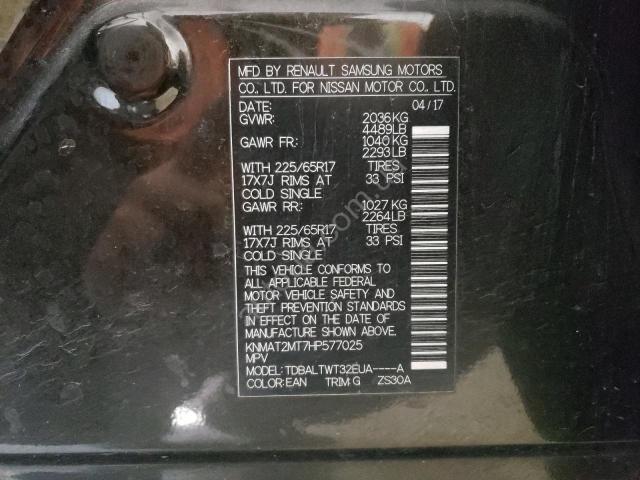 MFD BY RENAULT SAMSUNG MOTORS
CO., LTD. FOR NISSAN MOTOR CO., LTD.
DATE: 04/17
GVWR: 2036KG
4489LB
GAWR FR: 1040 KG
2293LB
WITH 225/65R17 TIRES
17X7J RIMS AT 33 PSI
COLD SINGLE
GAWR RR: 1027 KG
2264LB
WITH 225/65R17 TIRES
17X7J RIMS AT 33 PSI
COLD SINGLE
THIS VEHICLE CONFORMS TO
ALL APPLICABLE FEDERAL
MOTOR VEHICLE SAFETY AND
THEFT PREVENTION STANDARDS
IN EFFECT ON THE DATE OF
MANUFACTURE SHOWN ABOVE.
KNMAT2MT7HP577025
MPV
MODEL: TDBALTWT32EUA----A
COLOR:EAN TRIM:G ZS30A